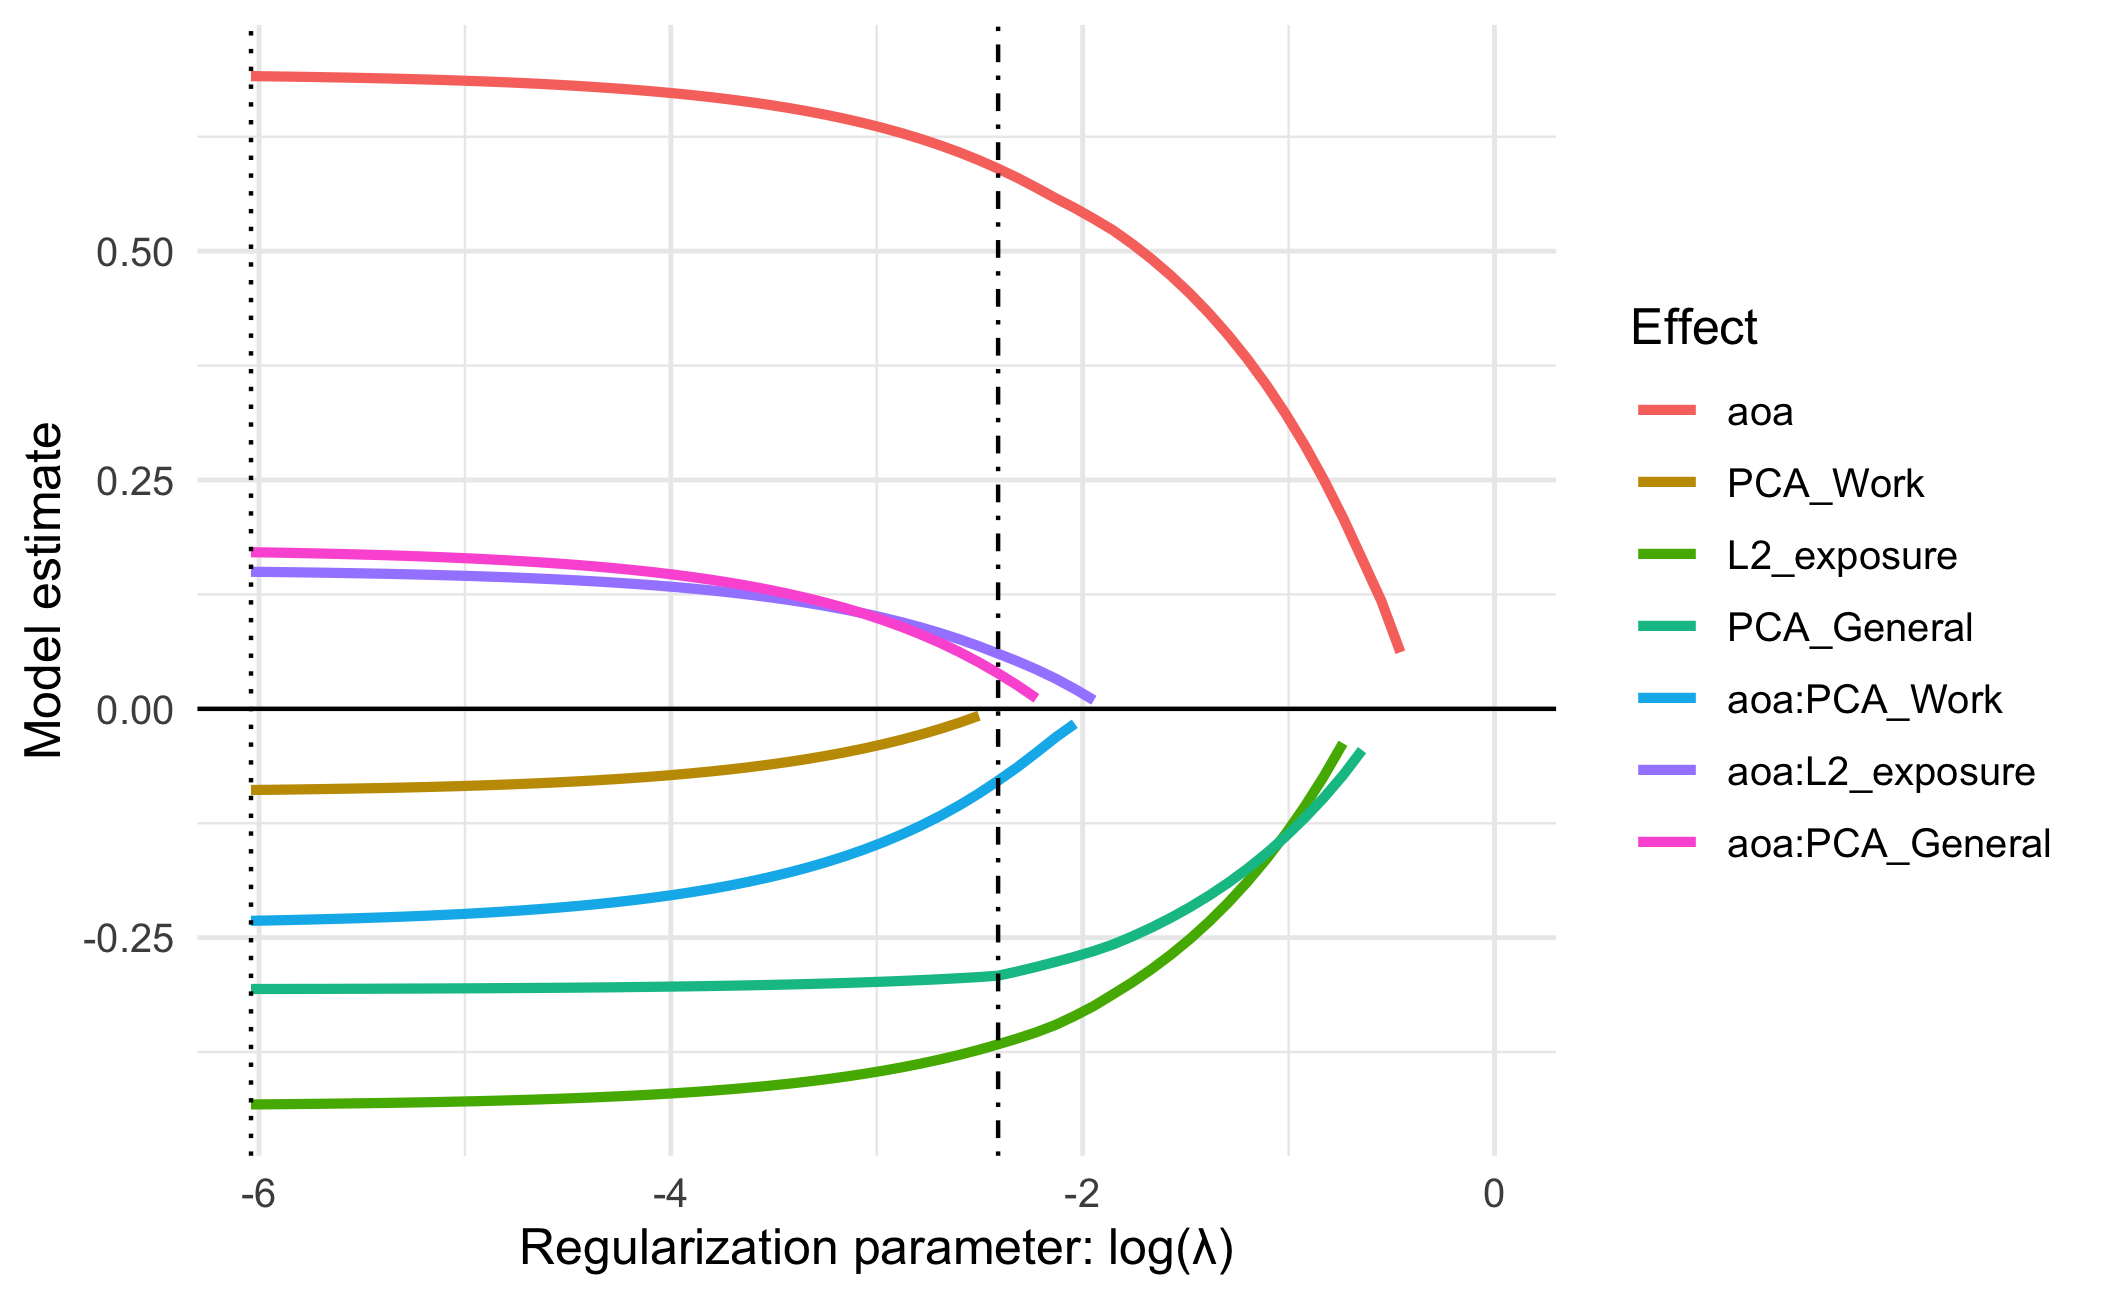 Model estimate
0.50
0.25
0.00
-0.25
-6
-4
-2
0
Regularization parameter: log(λ)
Effect
aoa
PCA_Work
L2_exposure
PCA_General
aoa:PCA_Work
aoa:L2_exposure
aoa:PCA_General